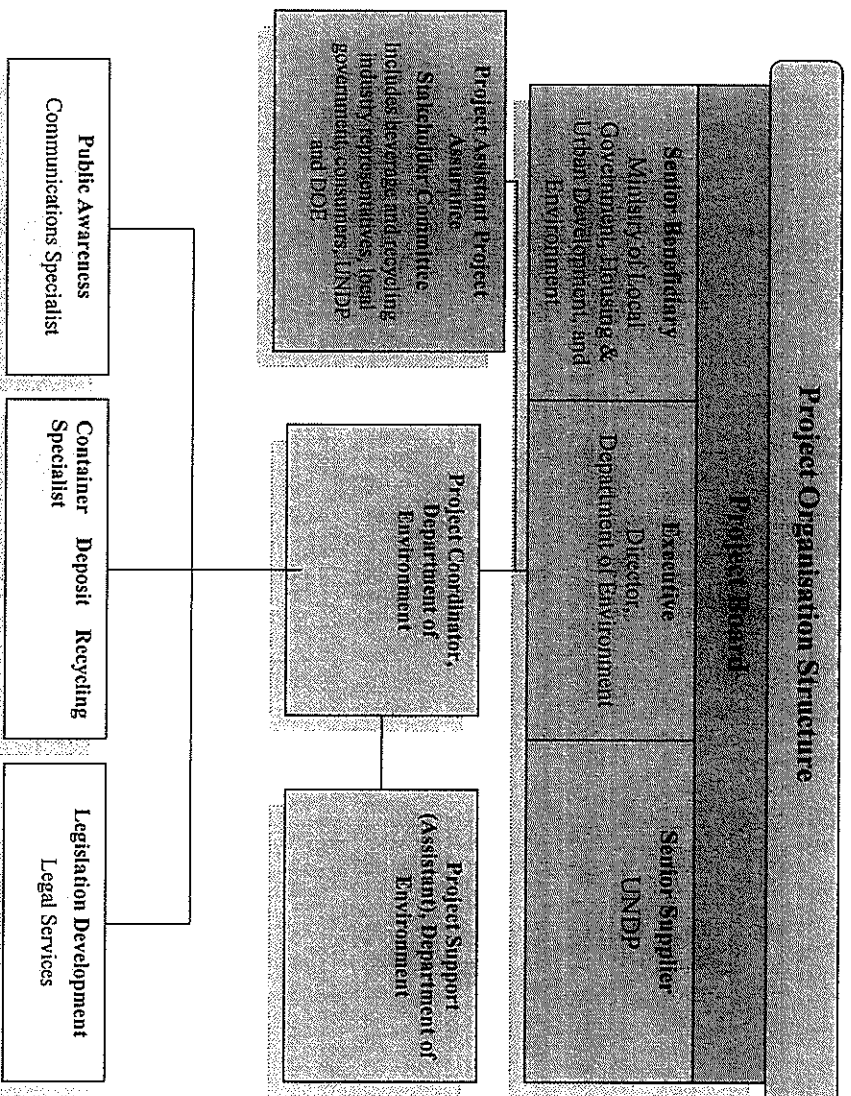 Project Organisation Structure
Project Board
Senior Beneficiary
Ministry of Local
Government, Housing &
Urban Development, and
Environment
Executive
Director,
Department of Environment
Senior Supplier
UNDP
Project Assistant Project
Assurance
Stakeholder Committee
Includes beverage and recycling
industry representatives, local
government, consumers, UNDP
and DOE
Project Coordinator,
Department of
Environment
Project Support
(Assistant), Department of
Environment
Public Awareness
Communications Specialist
Container Deposit Recycling
Specialist
Legislation Development
Legal Services